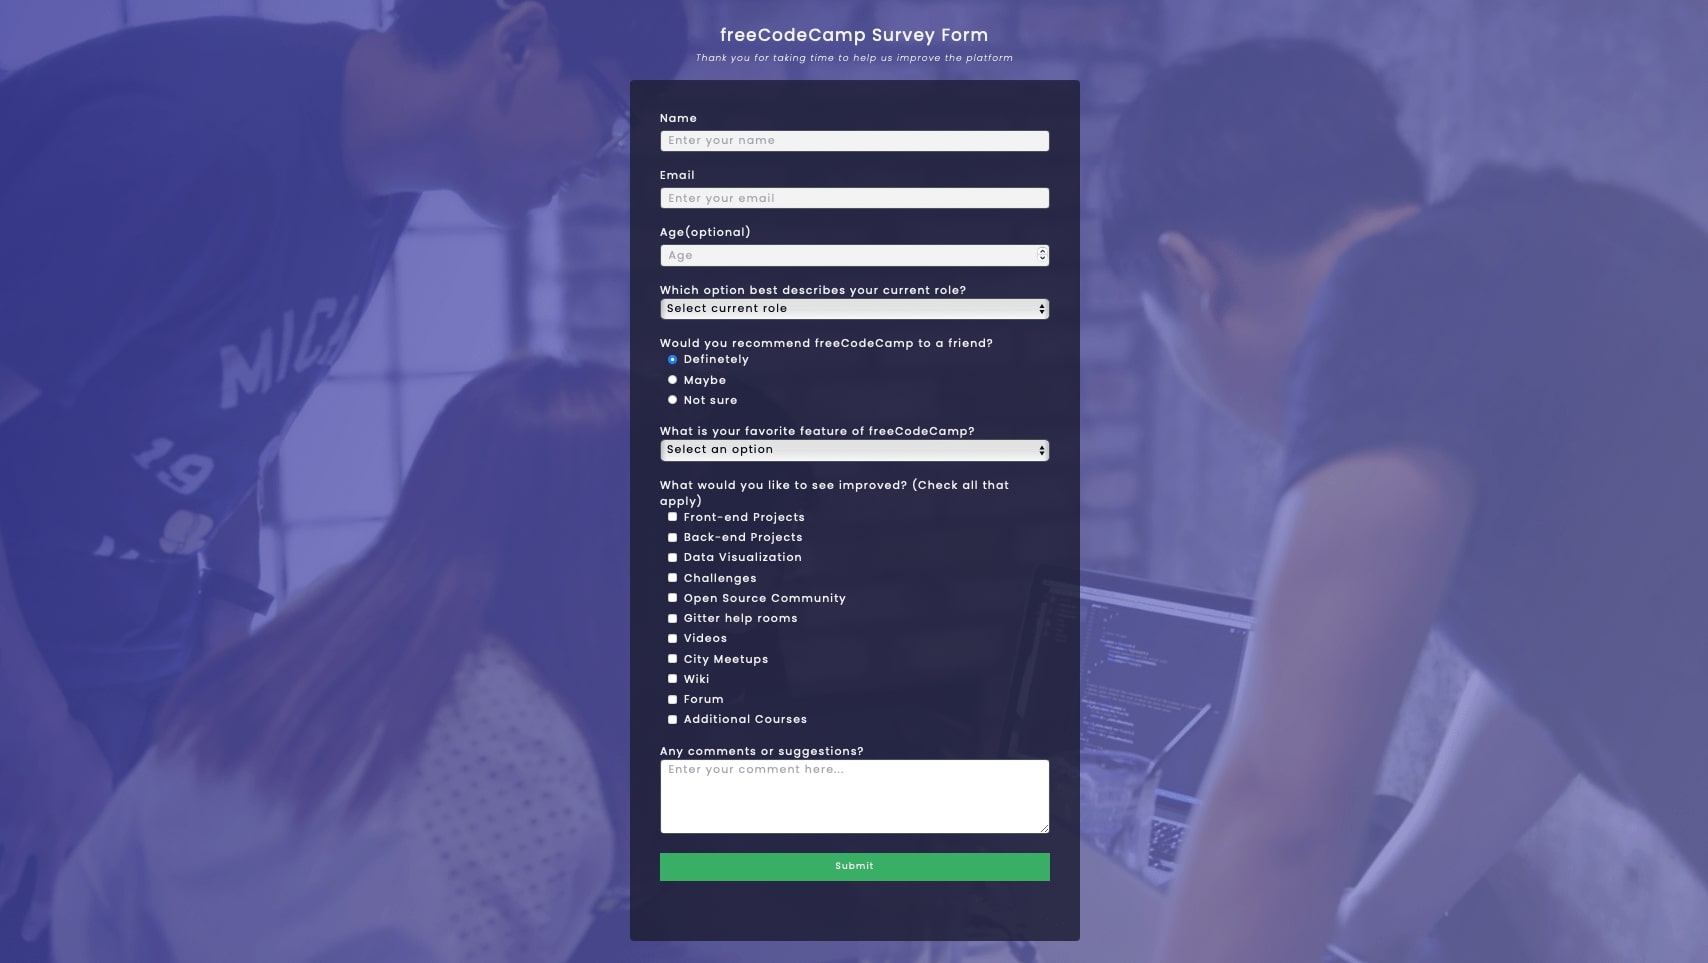 freeCodeCamp Survey Form
Thank you for taking time to help us improve the platform
Name
Enter your name
Email
Enter your email
Age(optional)
Age
Which option best describes your current role?
Select current role
Would you recommend freeCodeCamp to a friend?
Definetely
Maybe
Not sure
What is your favorite feature of freeCodeCamp?
Select an option
What would you like to see improved? (Check all that
apply)
Front-end Projects
Back-end Projects
Data Visualization
Challenges
Open Source Community
Gitter help rooms
Videos
City Meetups
Wiki
Forum
Additional Courses
Any comments or suggestions?
Enter your comment here...
Submit
MICH
19